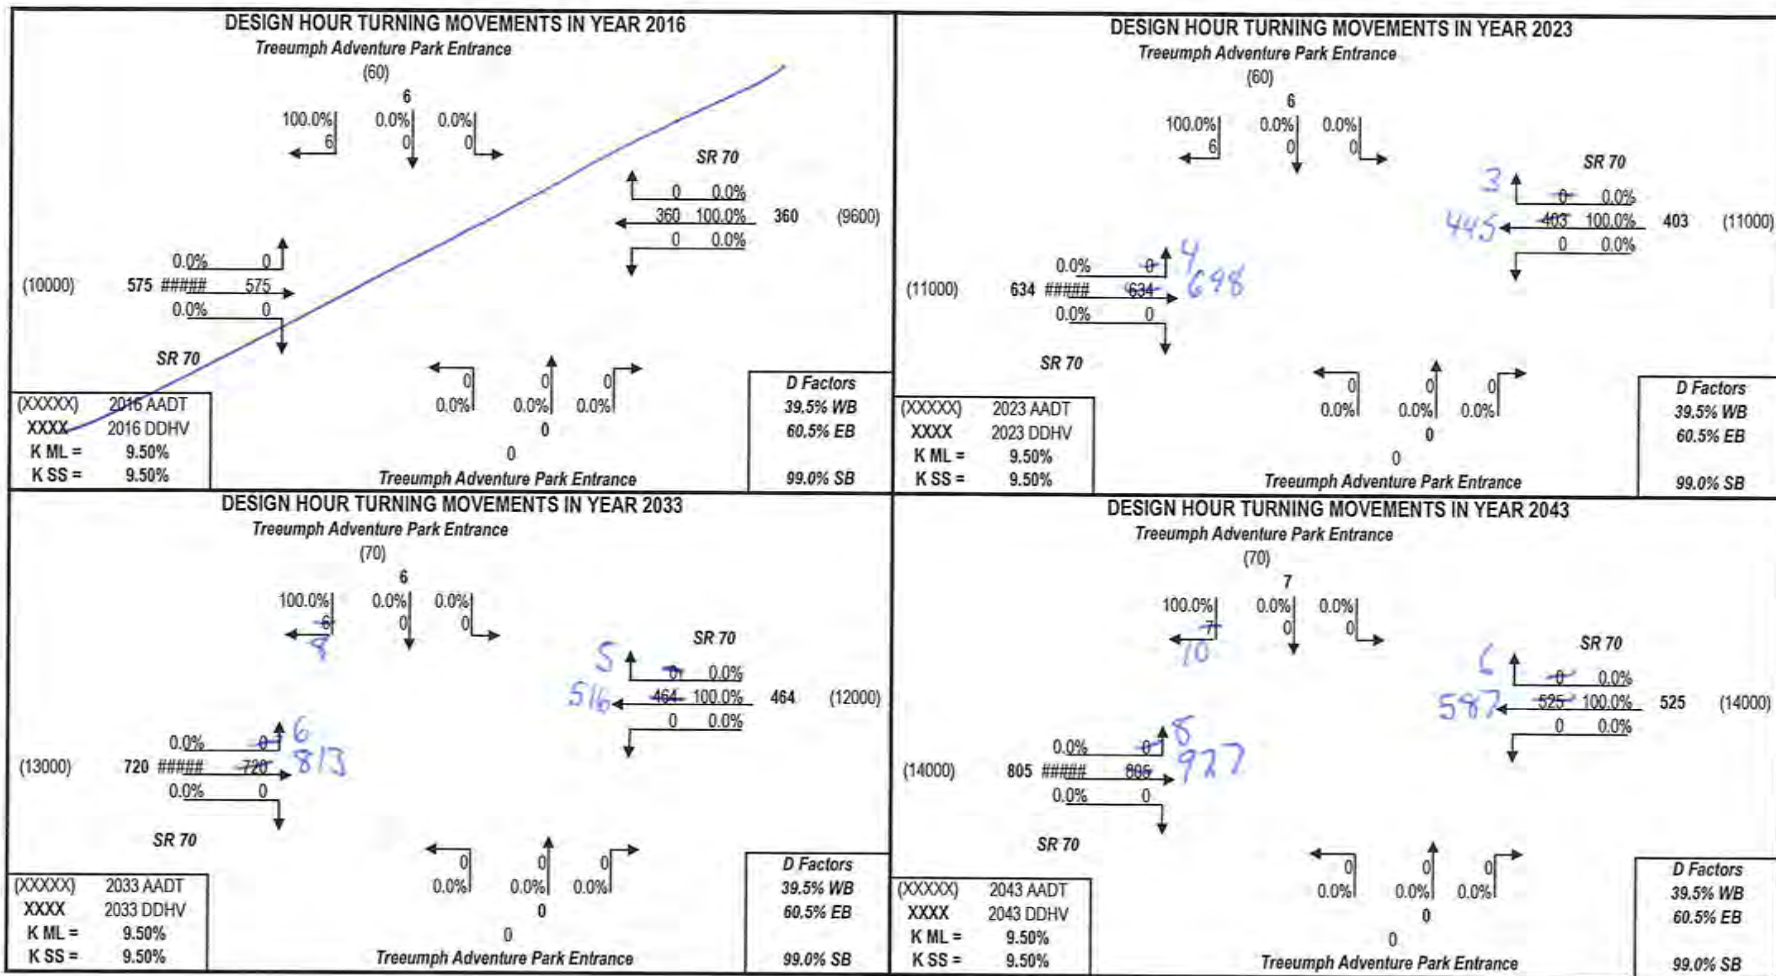 DESIGN HOUR TURNING MOVEMENTS IN YEAR 2016
Treeumph Adventure Park Entrance
(60)
6
100.0% 0.0% 0.0%
6 0 0
SR 70
0 0.0%
360 100.0% 360 (9600)
0 0.0%
0.0% 0
(10000) 575 ##### 575
0.0% 0
SR 70
0 0 0
0.0% 0.0% 0.0%
0
0
Treeumph Adventure Park Entrance
(XXXXX) 2016 AADT
XXXX 2016 DDHV
K ML = 9.50%
K SS = 9.50%
D Factors
39.5% WB
60.5% EB
99.0% SB
DESIGN HOUR TURNING MOVEMENTS IN YEAR 2023
Treeumph Adventure Park Entrance
(60)
6
100.0% 0.0% 0.0%
6 0 0
SR 70
3 0 0.0%
445 403 100.0% 403 (11000)
0 0.0%
0.0% 0 4
(11000) 634 ##### 634 698
0.0% 0
SR 70
0 0 0
0.0% 0.0% 0.0%
0
0
Treeumph Adventure Park Entrance
(XXXXX) 2023 AADT
XXXX 2023 DDHV
K ML = 9.50%
K SS = 9.50%
D Factors
39.5% WB
60.5% EB
99.0% SB
DESIGN HOUR TURNING MOVEMENTS IN YEAR 2033
Treeumph Adventure Park Entrance
(70)
6
100.0% 0.0% 0.0%
6 0 0
8
SR 70
5 0 0.0%
516 464 100.0% 464 (12000)
0 0.0%
0.0% 0 6
(13000) 720 ##### 720 813
0.0% 0
SR 70
0 0 0
0.0% 0.0% 0.0%
0
0
Treeumph Adventure Park Entrance
(XXXXX) 2033 AADT
XXXX 2033 DDHV
K ML = 9.50%
K SS = 9.50%
D Factors
39.5% WB
60.5% EB
99.0% SB
DESIGN HOUR TURNING MOVEMENTS IN YEAR 2043
Treeumph Adventure Park Entrance
(70)
7
100.0% 0.0% 0.0%
7 0 0
10
SR 70
6 0 0.0%
587 525 100.0% 525 (14000)
0 0.0%
0.0% 0 8
(14000) 805 ##### 805 927
0.0% 0
SR 70
0 0 0
0.0% 0.0% 0.0%
0
0
Treeumph Adventure Park Entrance
(XXXXX) 2043 AADT
XXXX 2043 DDHV
K ML = 9.50%
K SS = 9.50%
D Factors
39.5% WB
60.5% EB
99.0% SB